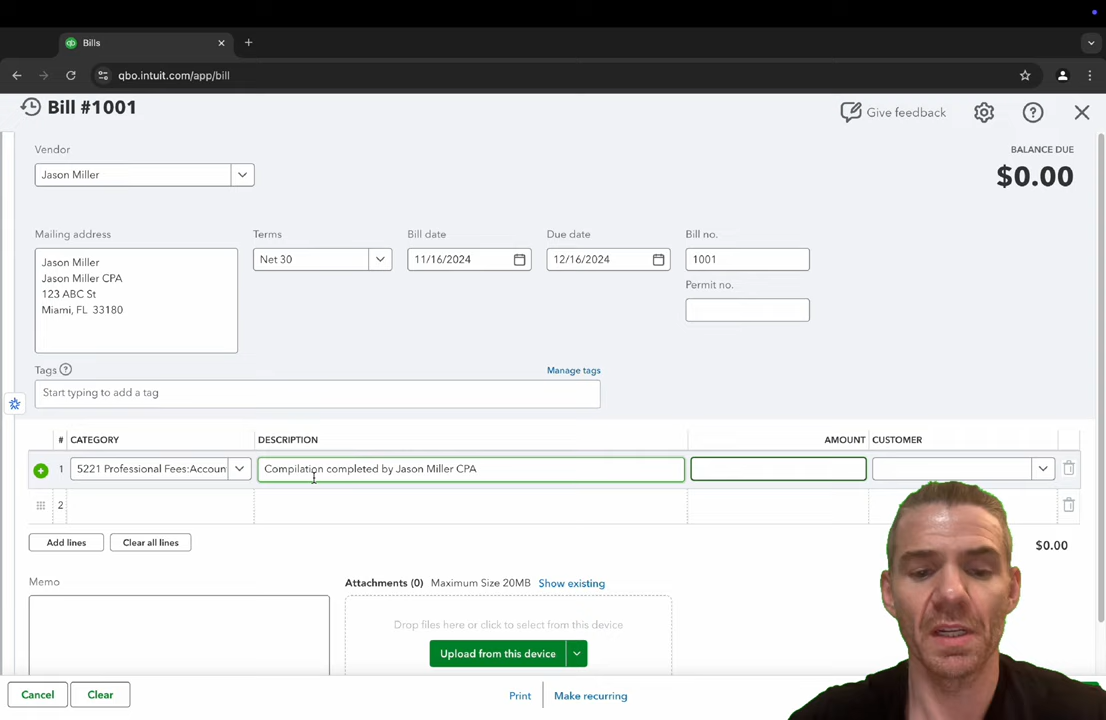 Bills
qbo.intuit.com/app/bill
Bill #1001
Give feedback
Vendor
BALANCE DUE
Jason Miller
$0.00
Mailing address
Terms
Bill date
Due date
Bill no.
Jason Miller
Jason Miller CPA
123 ABC St
Miami, FL 33180
Net 30
11/16/2024
12/16/2024
1001
Permit no.
Tags
Manage tags
Start typing to add a tag
# CATEGORY DESCRIPTION AMOUNT CUSTOMER
1 5221 Professional Fees:Accoun Compilation completed by Jason Miller CPA
2
Add lines
Clear all lines
$0.00
Memo
Attachments (0) Maximum Size 20MB Show existing
Drop files here or click to select from this device
Upload from this device
Cancel
Clear
Print
Make recurring